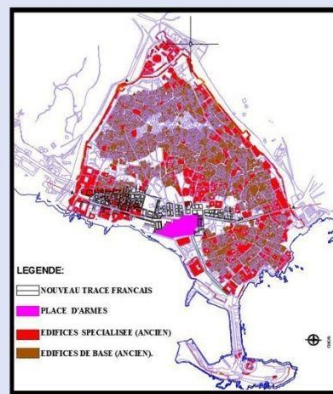 LEGENDE:
NOUVEAU TRACE FRANCAIS
PLACE D'ARMES
EDIFICES SPECIALISEE (ANCIEN)
EDIFICES DE BASE (ANCIEN).